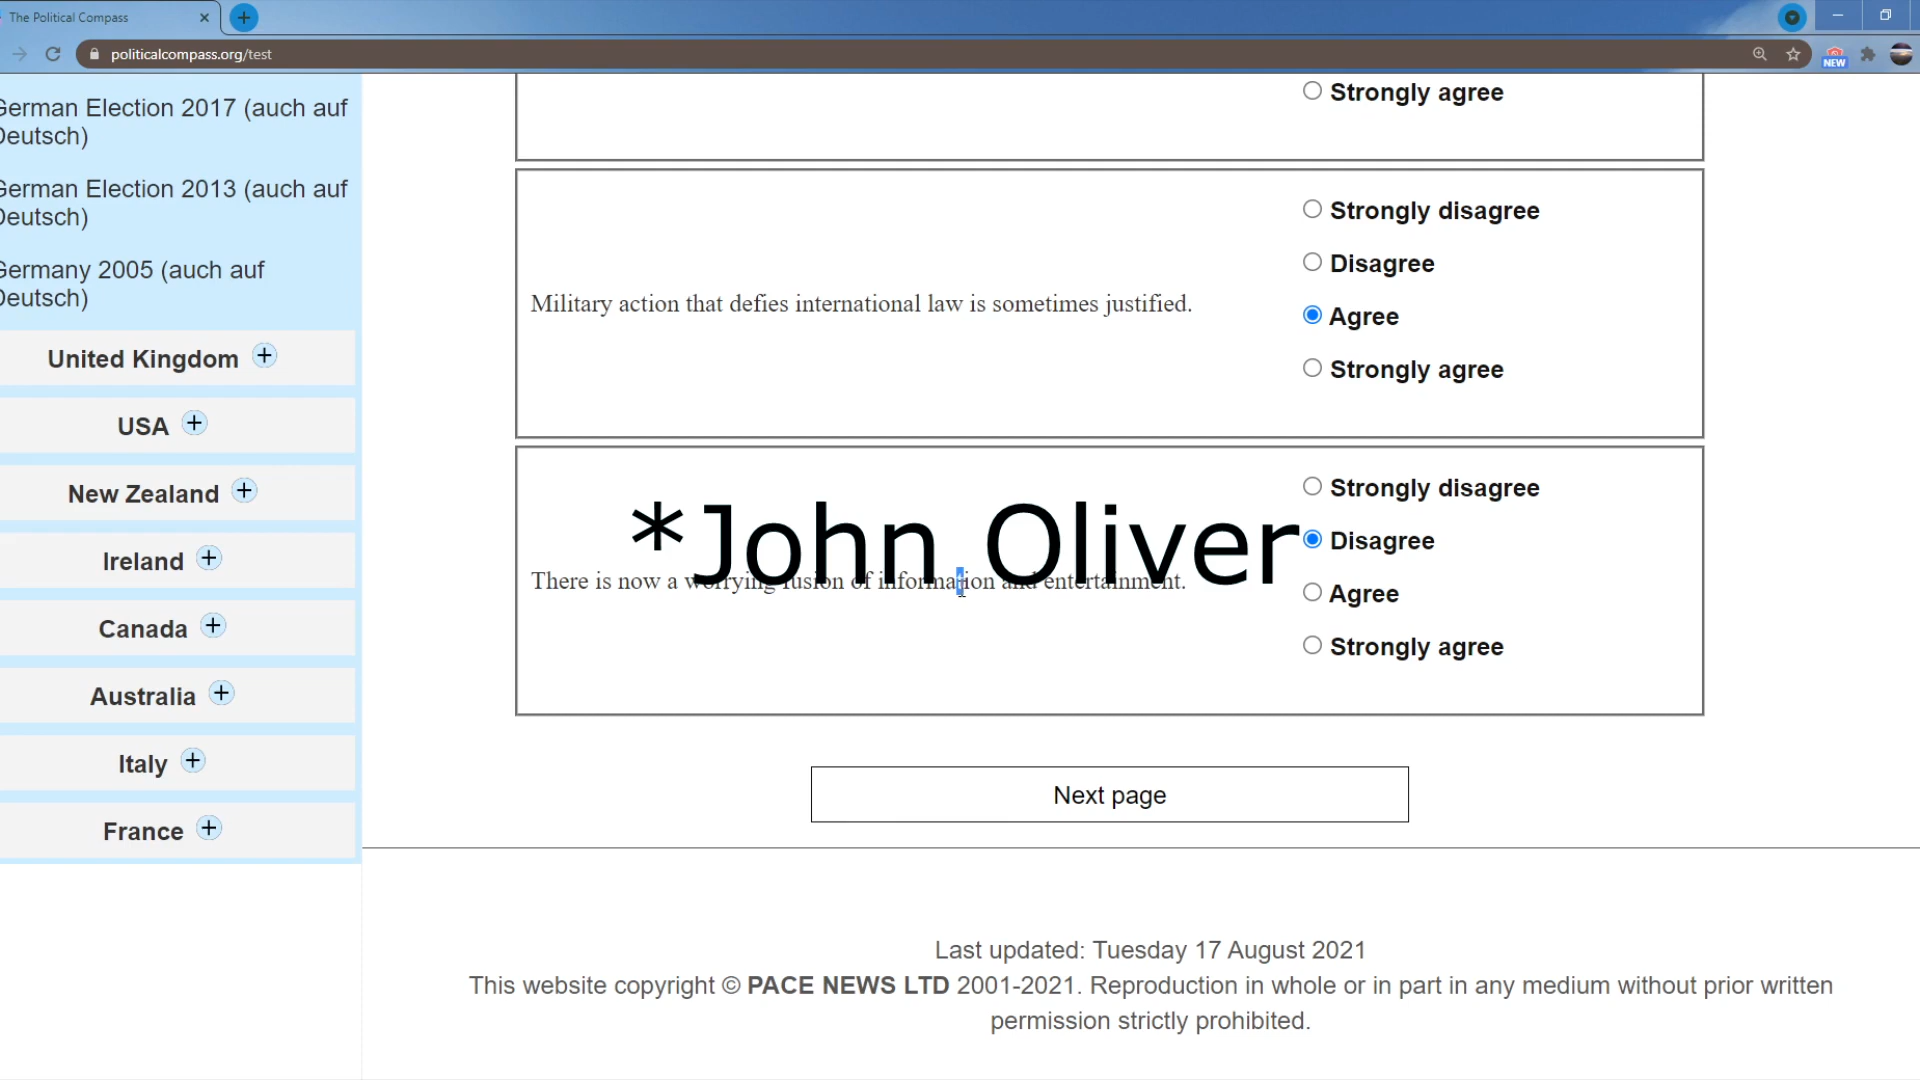 The Political Compass
politicalcompass.org/test
NEW
German Election 2017 (auch auf
Deutsch)
German Election 2013 (auch auf
Deutsch)
Germany 2005 (auch auf
Deutsch)
United Kingdom
USA
New Zealand
Ireland
Canada
Australia
Italy
France
Strongly agree
Military action that defies international law is sometimes justified.
Strongly disagree
Disagree
Agree
Strongly agree
*John Oliver
There is now a worrying fusion of information and entertainment.
Strongly disagree
Disagree
Agree
Strongly agree
Next page
Last updated: Tuesday 17 August 2021
This website copyright © PACE NEWS LTD 2001-2021. Reproduction in whole or in part in any medium without prior written
permission strictly prohibited.